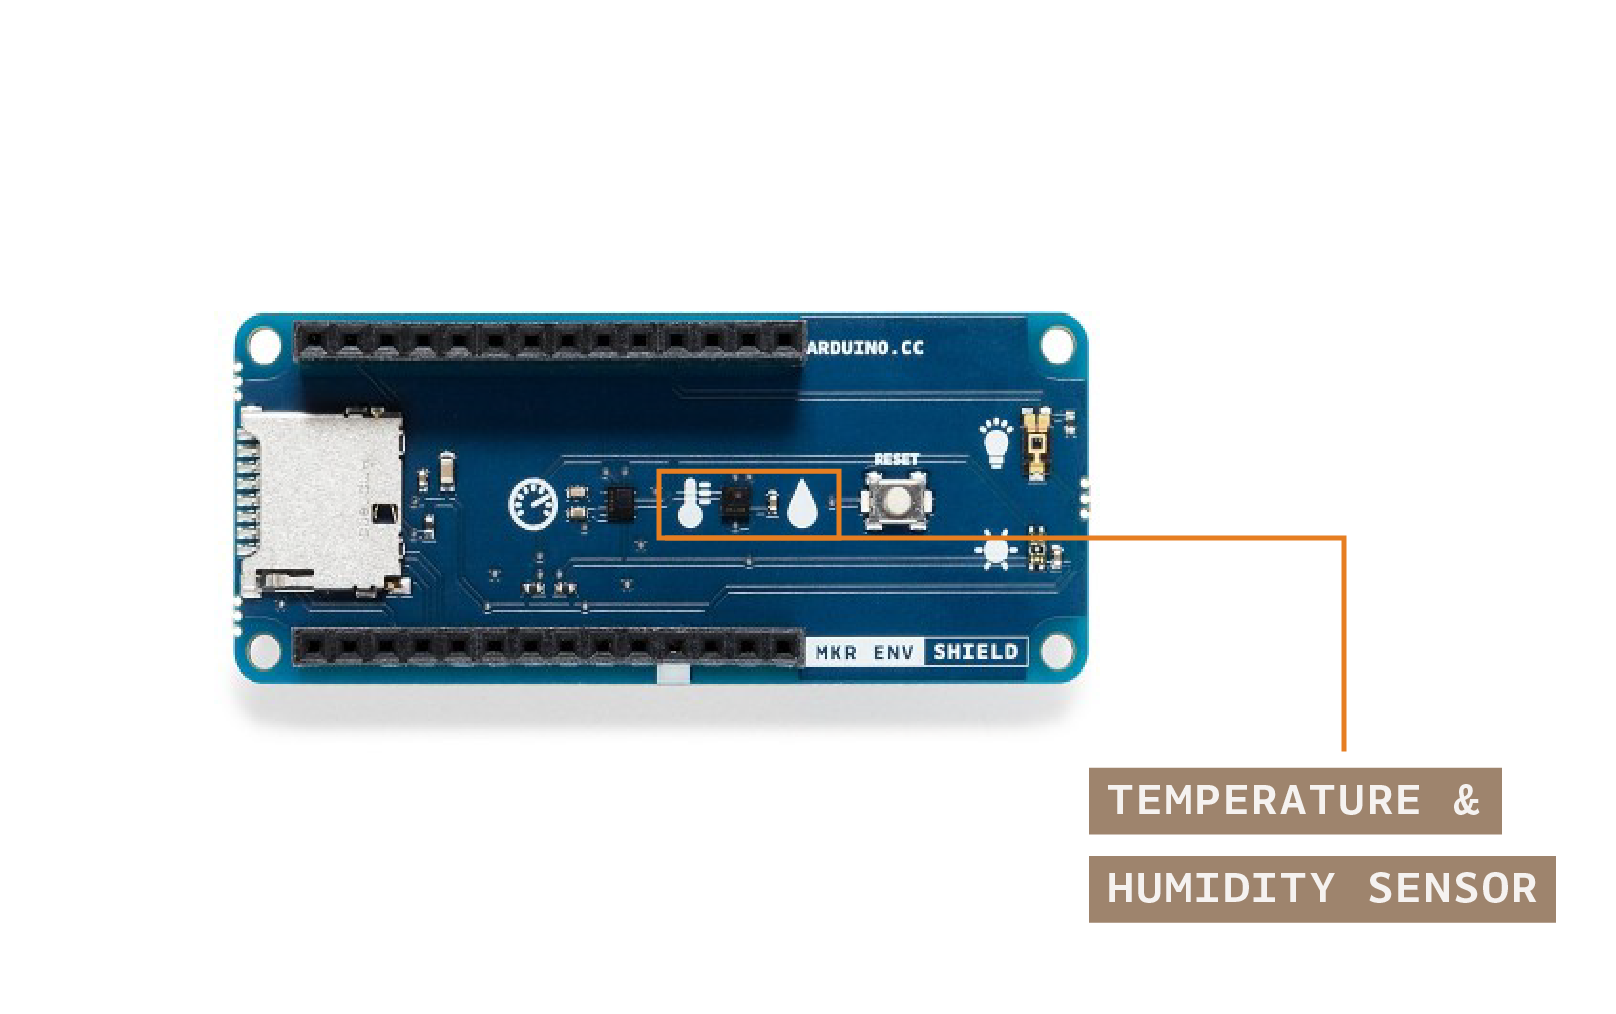 ARDUINO.CC
RESET
MKR ENV SHIELD
TEMPERATURE &
HUMIDITY SENSOR